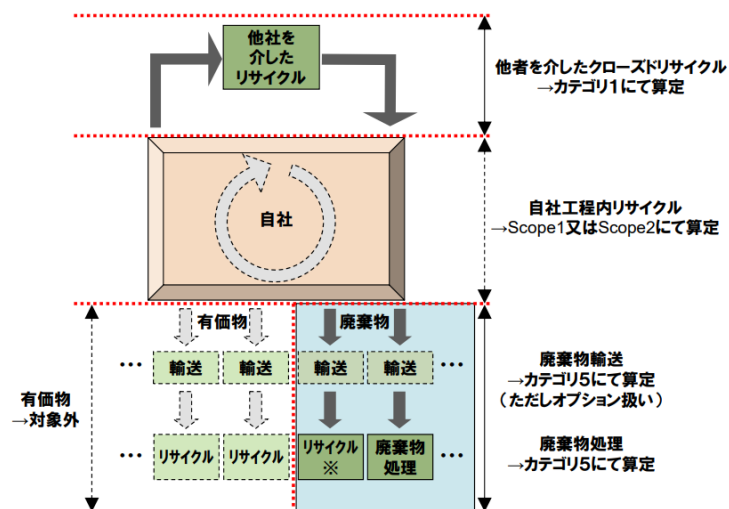 他社を
介した
リサイクル
他者を介したクローズドリサイクル
→カテゴリ1にて算定
自社
自社工程内リサイクル
→Scope1又はScope2にて算定
有価物
廃棄物
… 輸送 輸送 輸送 輸送 …
有価物
→対象外
廃棄物輸送
→カテゴリ5にて算定
(ただしオプション扱い)
… リサイクル リサイクル リサイクル
※ 廃棄物
処理 …
廃棄物処理
→カテゴリ5にて算定